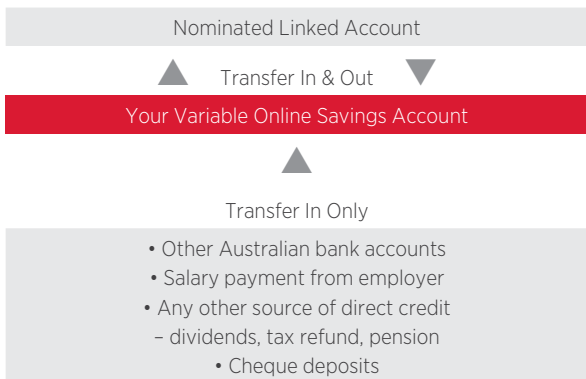 Nominated Linked Account
Transfer In & Out
Your Variable Online Savings Account
Transfer In Only
• Other Australian bank accounts
• Salary payment from employer
• Any other source of direct credit
– dividends, tax refund, pension
• Cheque deposits